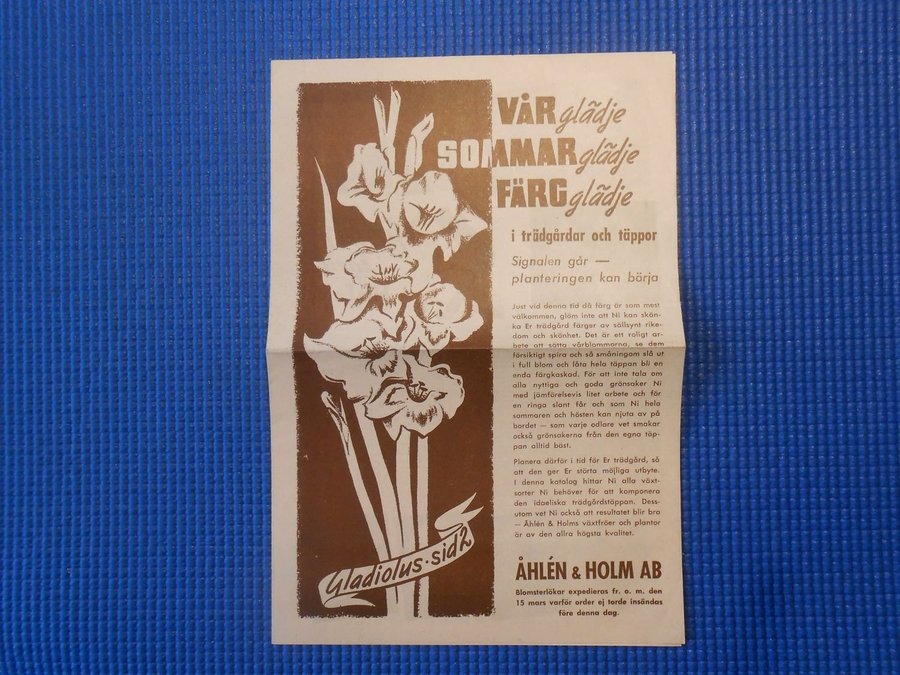 VÅR glädje
SOMMAR glädje
FÄRG glädje
i trädgårdar och täppor
Signalen går —
planteringen kan börja
Just vid denna tid då färg är som mest
välkommen, glöm inte att Ni kan skän-
ka Er trädgård färger av sällsynt rike-
dom och skönhet. Det är ett roligt ar-
bete att sätta vårblommorna, se dem
försiktigt spira och så småningom slå ut
i full blom och låta hela täppan bli en
enda färgkaskad. För att inte tala om
alla nyttiga och goda grönsaker Ni
med jämförelsevis litet arbete och för
en ringa slant får och som Ni hela
sommaren och hösten kan njuta av på
bordet — som varje odlare vet smakar
också grönsakerna från den egna täp-
pan alltid bäst.
Planera därför i tid för Er trädgård, så
att den ger Er största möjliga utbyte.
I denna katalog hittar Ni alla växt-
sorter Ni behöver för att komponera
den idealiska trädgårdstäppan. Dess-
utom vet Ni också att resultatet blir bra
— Åhlén & Holms växtfröer och plantor
är av den allra högsta kvalitet.
ÅHLÉN & HOLM AB
Blomsterlökar expedieras fr. o. m. den
15 mars varför order ej torde insändas
före denna dag.
Gladiolus·sid 2